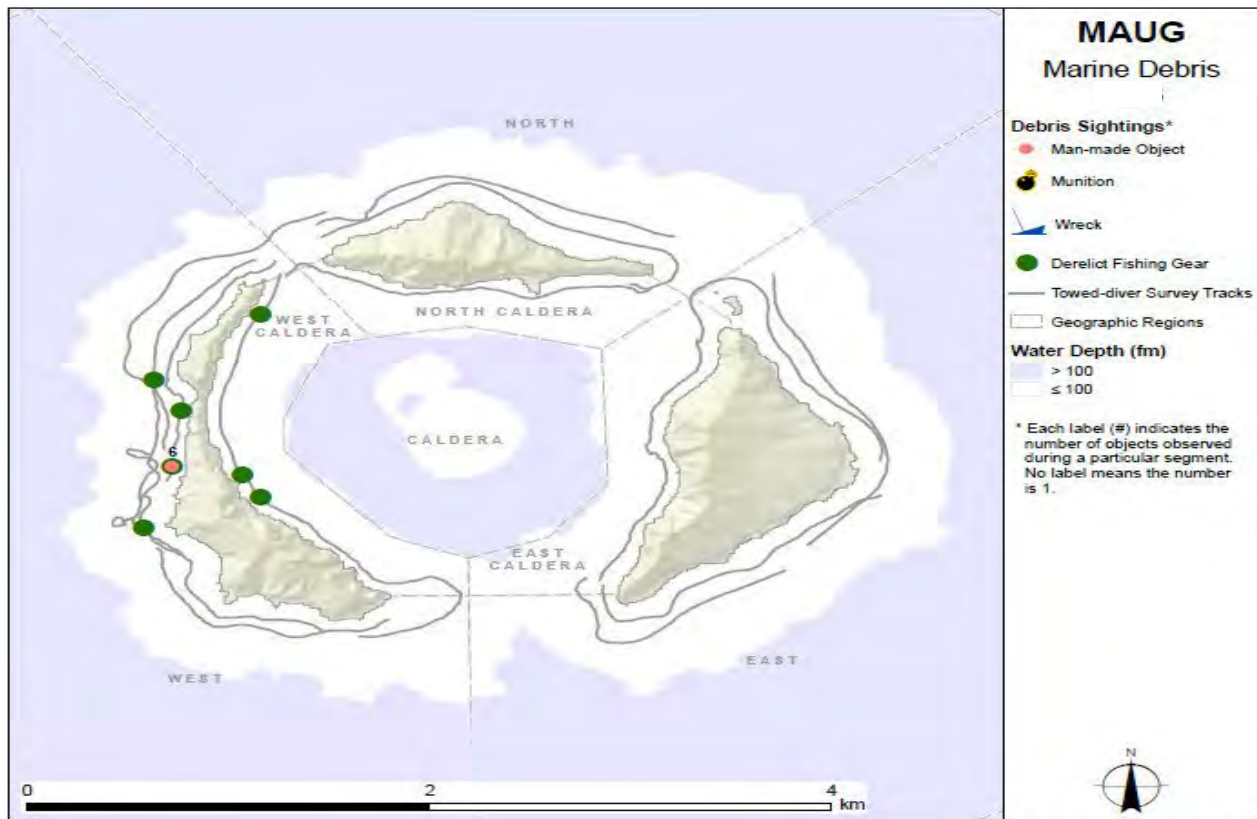 MAUG
Marine Debris
Debris Sightings*
Man-made Object
Munition
Wreck
Derelict Fishing Gear
Towed-diver Survey Tracks
Geographic Regions
Water Depth (fm)
> 100
≤ 100
* Each label (#) indicates the
number of objects observed
during a particular segment.
No label means the number
is 1.
N
NORTH
WEST
CALDERA
NORTH CALDERA
CALDERA
6
EAST
CALDERA
WEST
EAST
0
2
4
km